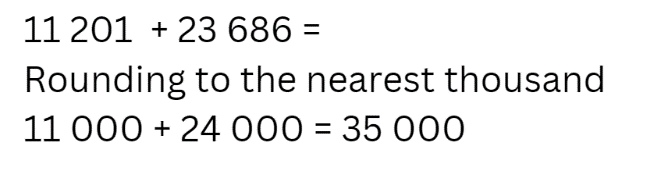 11 201 + 23 686 =
Rounding to the nearest thousand
11 000 + 24 000 = 35 000